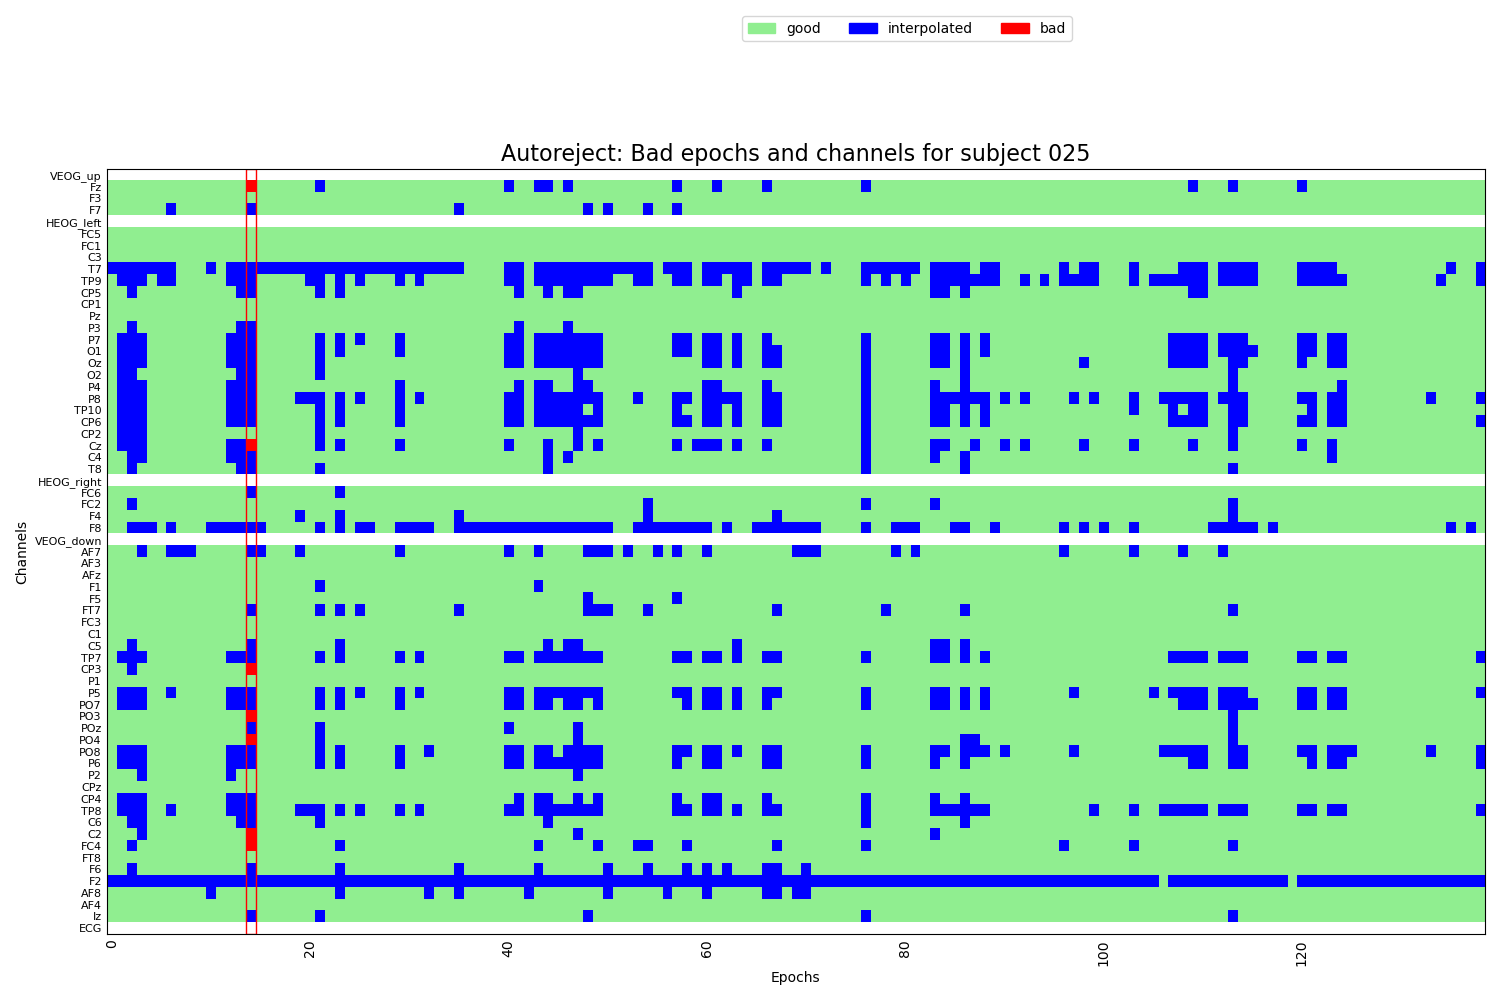 good interpolated bad
Autoreject: Bad epochs and channels for subject 025
VEOG_up
Fz
F3
F7
HEOG_left
FC5
FC1
C3
T7
TP9
CP5
CP1
Pz
P3
P7
O1
Oz
O2
P4
P8
TP10
CP6
CP2
Cz
C4
T8
HEOG_right
FC6
FC2
F4
F8
VEOG_down
AF7
AF3
AFz
F1
F5
FT7
FC3
C1
C5
TP7
CP3
P1
P5
PO7
PO3
POz
PO4
PO8
P6
P2
CPz
CP4
TP8
C6
C2
FC4
FT8
F6
F2
AF8
AF4
Iz
ECG
Channels
0 20 40 60 80 100 120
Epochs